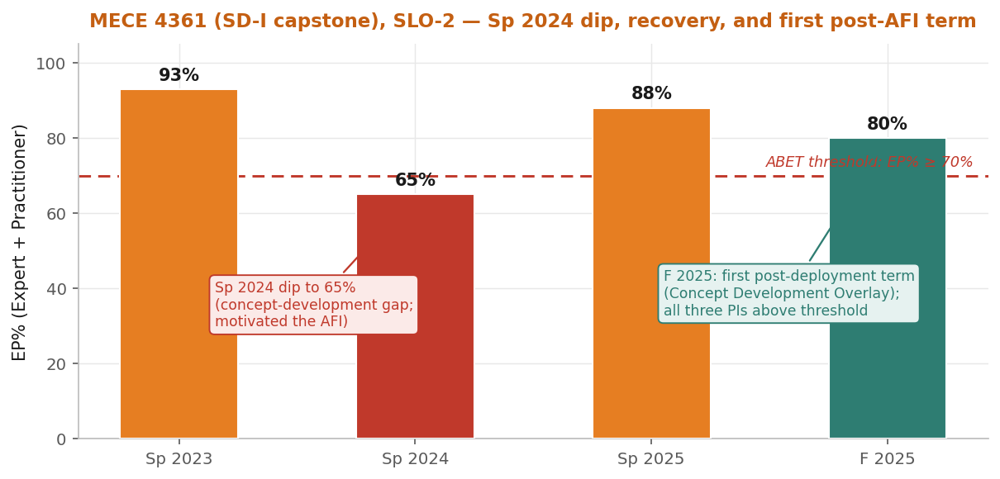 MECE 4361 (SD-I capstone), SLO-2 — Sp 2024 dip, recovery, and first post-AFI term
EP% (Expert + Practitioner)
100
80
60
40
20
0
93%
65%
88%
80%
ABET threshold: EP% ≥ 70%
Sp 2024 dip to 65%
(concept-development gap;
motivated the AFI)
F 2025: first post-deployment term
(Concept Development Overlay);
all three PIs above threshold
Sp 2023
Sp 2024
Sp 2025
F 2025